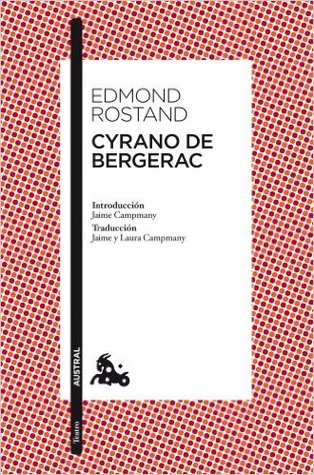 EDMOND
ROSTAND
CYRANO DE
BERGERAC
Introducción
Jaime Campmany
Traducción
Jaime y Laura Campmany
AUSTRAL
Teatro